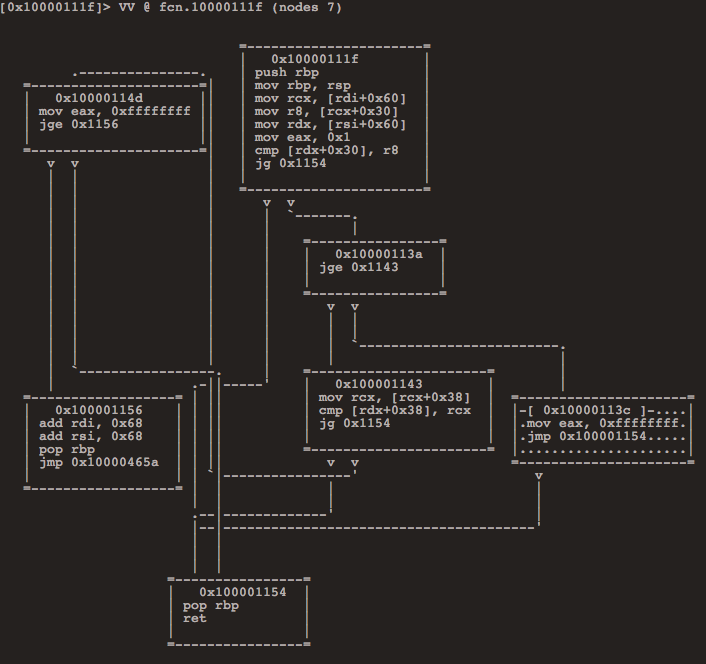 [0x10000111f]> VV @ fcn.10000111f (nodes 7)
0x10000111f
push rbp
mov rbp, rsp
mov rcx, [rdi+0x60]
mov r8, [rcx+0x30]
mov rdx, [rsi+0x60]
mov eax, 0x1
cmp [rdx+0x30], r8
jg 0x1154
0x10000114d
mov eax, 0xffffffff
jge 0x1156
0x10000113a
jge 0x1143
0x100001143
mov rcx, [rcx+0x38]
cmp [rdx+0x38], rcx
jg 0x1154
-[ 0x10000113c ]-....
.mov eax, 0xffffffff.
.jmp 0x100001154.....
.....................
0x100001156
add rdi, 0x68
add rsi, 0x68
pop rbp
jmp 0x10000465a
0x100001154
pop rbp
ret